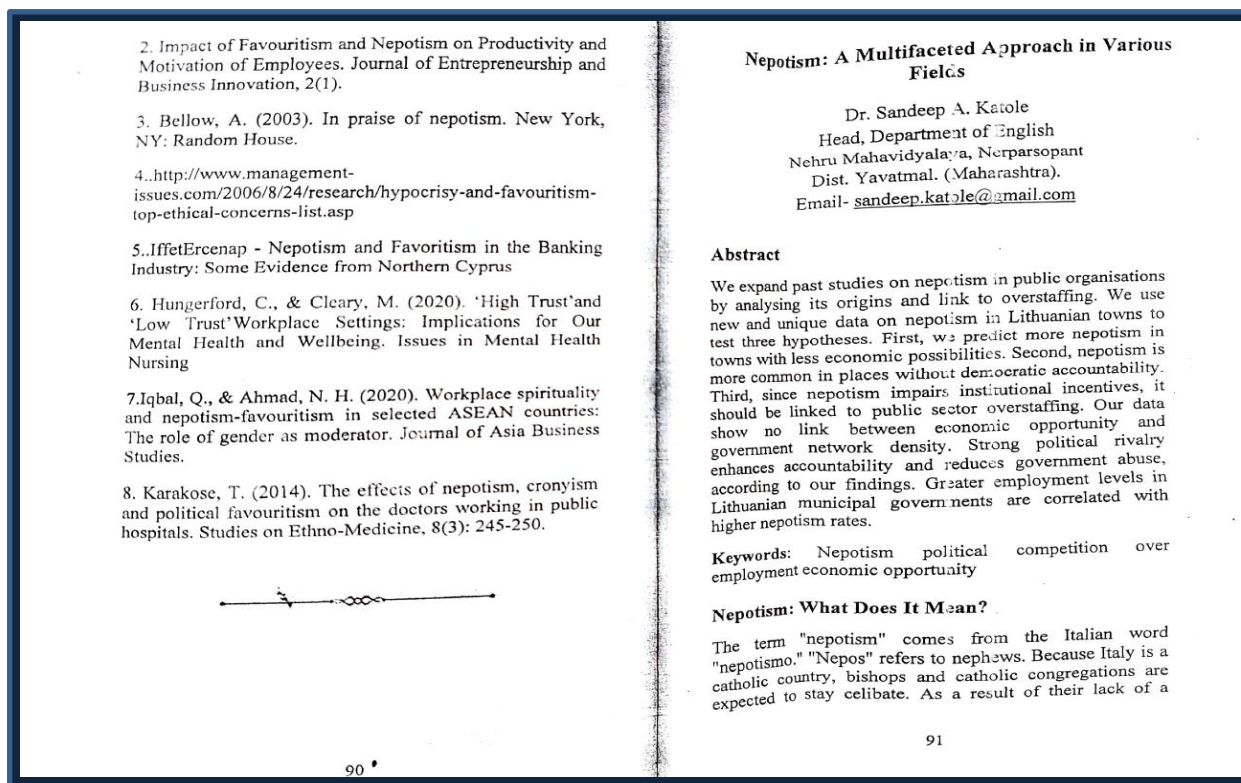 2. Impact of Favouritism and Nepotism on Productivity and
Motivation of Employees. Journal of Entrepreneurship and
Business Innovation, 2(1).
3. Bellow, A. (2003). In praise of nepotism. New York,
NY: Random House.
4..http://www.management-
issues.com/2006/8/24/research/hypocrisy-and-favouritism-
top-ethical-concerns-list.asp
5..IffetErcenap - Nepotism and Favoritism in the Banking
Industry: Some Evidence from Northern Cyprus
6. Hungerford, C., & Cleary, M. (2020). 'High Trust'and
'Low Trust'Workplace Settings: Implications for Our
Mental Health and Wellbeing. Issues in Mental Health
Nursing
7.Iqbal, Q., & Ahmad, N. H. (2020). Workplace spirituality
and nepotism-favouritism in selected ASEAN countries:
The role of gender as moderator. Journal of Asia Business
Studies.
8. Karakose, T. (2014). The effects of nepotism, cronyism
and political favouritism on the doctors working in public
hospitals. Studies on Ethno-Medicine, 8(3): 245-250.
90
Nepotism: A Multifaceted Approach in Various
Fields
Dr. Sandeep A. Katole
Head, Department of English
Nehru Mahavidyalaya, Nerparsopant
Dist. Yavatmal. (Maharashtra).
Email- sandeep.katole@gmail.com
Abstract
We expand past studies on nepotism in public organisations
by analysing its origins and link to overstaffing. We use
new and unique data on nepotism in Lithuanian towns to
test three hypotheses. First, we predict more nepotism in
towns with less economic possibilities. Second, nepotism is
more common in places without democratic accountability.
Third, since nepotism impairs institutional incentives, it
should be linked to public sector overstaffing. Our data
show no link between economic opportunity and
government network density. Strong political rivalry
enhances accountability and reduces government abuse,
according to our findings. Greater employment levels in
Lithuanian municipal governments are correlated with
higher nepotism rates.
Keywords: Nepotism political competition over
employment economic opportunity
Nepotism: What Does It Mean?
The term "nepotism" comes from the Italian word
"nepotismo." "Nepos" refers to nephews. Because Italy is a
catholic country, bishops and catholic congregations are
expected to stay celibate. As a result of their lack of a
91